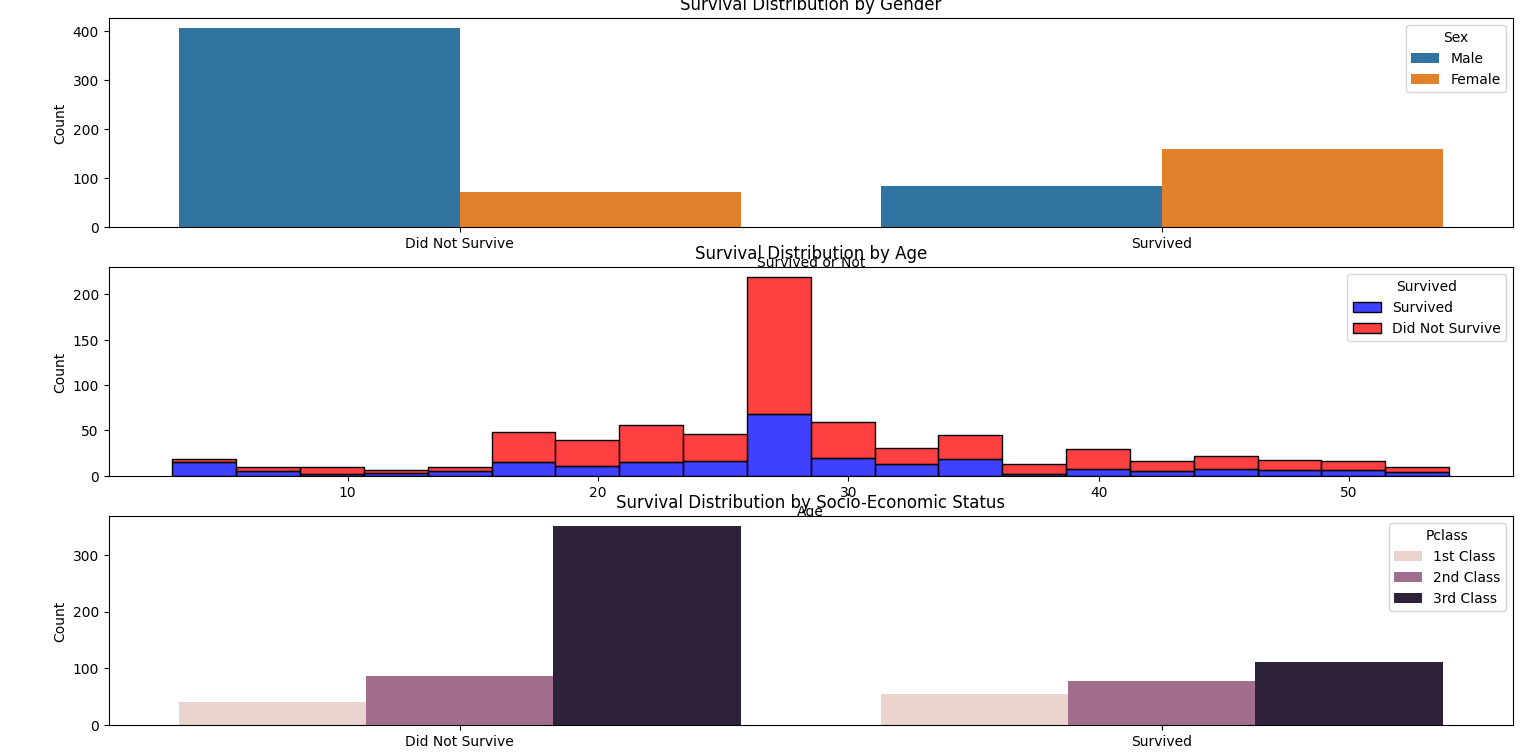 Survival Distribution by Gender
400
300
200
100
0
Count
Sex
Male
Female
Did Not Survive
Survived
Survived or Not
Survival Distribution by Age
200
150
100
50
0
Count
Survived
Survived
Did Not Survive
10
20
30
40
50
Age
Survival Distribution by Socio-Economic Status
300
200
100
0
Count
Pclass
1st Class
2nd Class
3rd Class
Did Not Survive
Survived